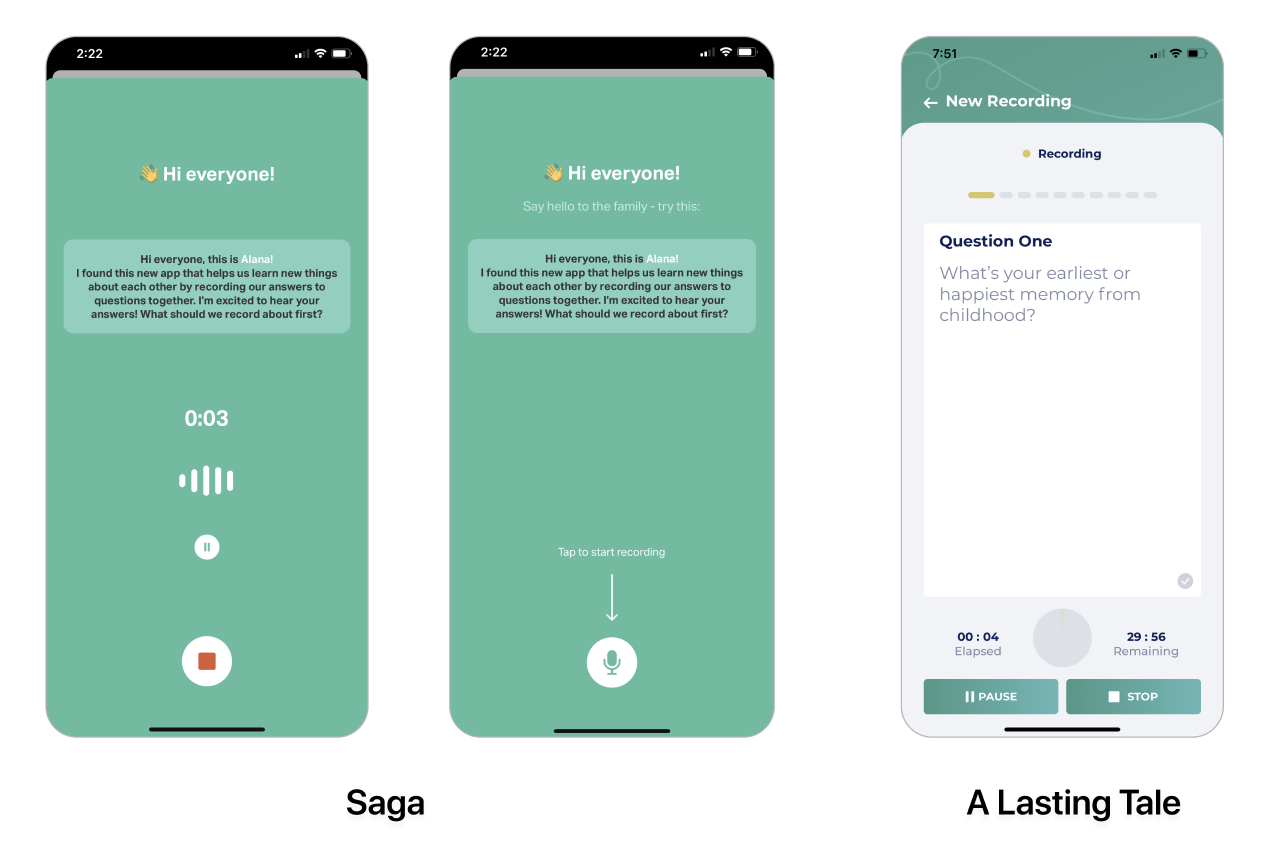 2:22
👋 Hi everyone!
Hi everyone, this is Alana!
I found this new app that helps us learn new things
about each other by recording our answers to
questions together. I'm excited to hear your
answers! What should we record about first?
0:03
2:22
👋 Hi everyone!
Say hello to the family - try this:
Hi everyone, this is Alana!
I found this new app that helps us learn new things
about each other by recording our answers to
questions together. I'm excited to hear your
answers! What should we record about first?
Tap to start recording
Saga
7:51
New Recording
Recording
Question One
What's your earliest or
happiest memory from
childhood?
00 : 04
Elapsed
29 : 56
Remaining
PAUSE
STOP
A Lasting Tale